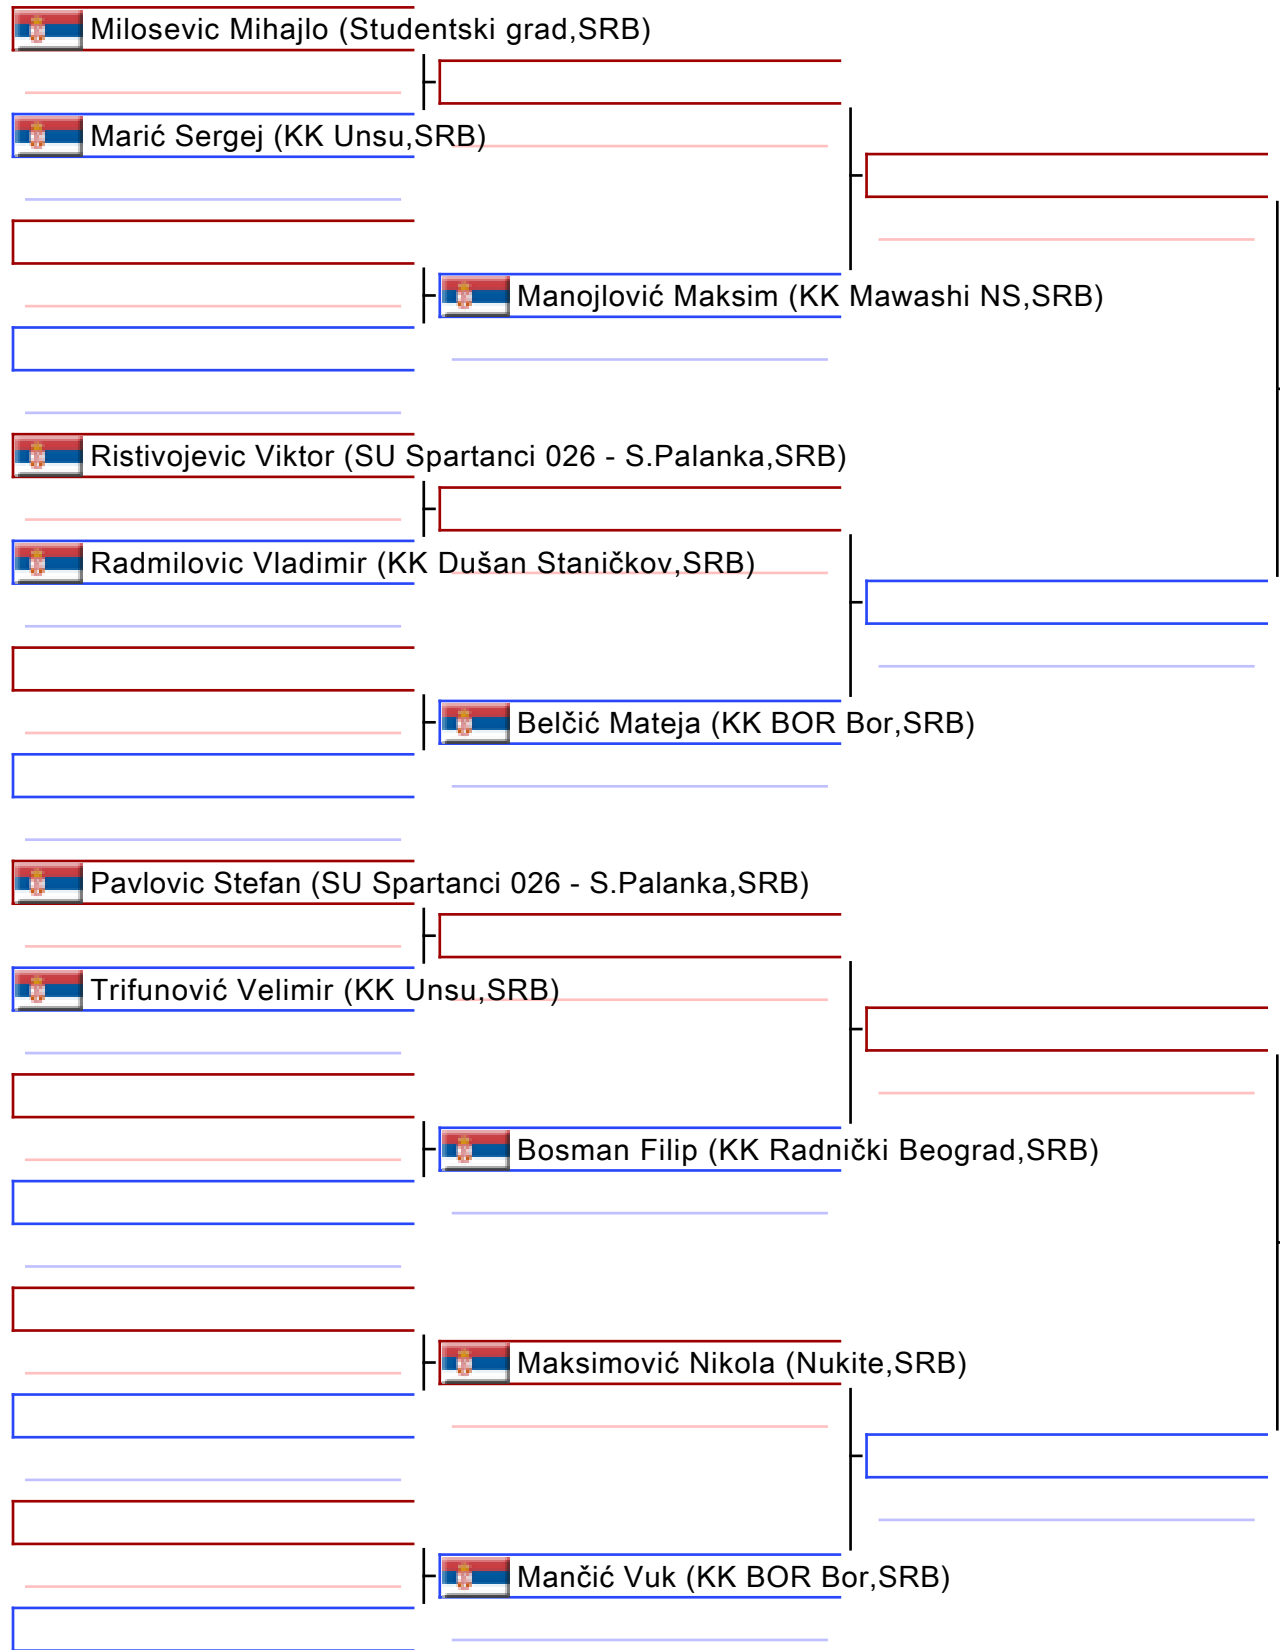 Milosevic Mihajlo (Studentski grad,SRB)
Marić Sergej (KK Unsu,SRB)
Manojlović Maksim (KK Mawashi NS,SRB)
Ristivojevic Viktor (SU Spartanci 026 - S.Palanka,SRB)
Radmilovic Vladimir (KK Dušan Staničkov,SRB)
Belčić Mateja (KK BOR Bor,SRB)
Pavlovic Stefan (SU Spartanci 026 - S.Palanka,SRB)
Trifunović Velimir (KK Unsu,SRB)
Bosman Filip (KK Radnički Beograd,SRB)
Maksimović Nikola (Nukite,SRB)
Mančić Vuk (KK BOR Bor,SRB)